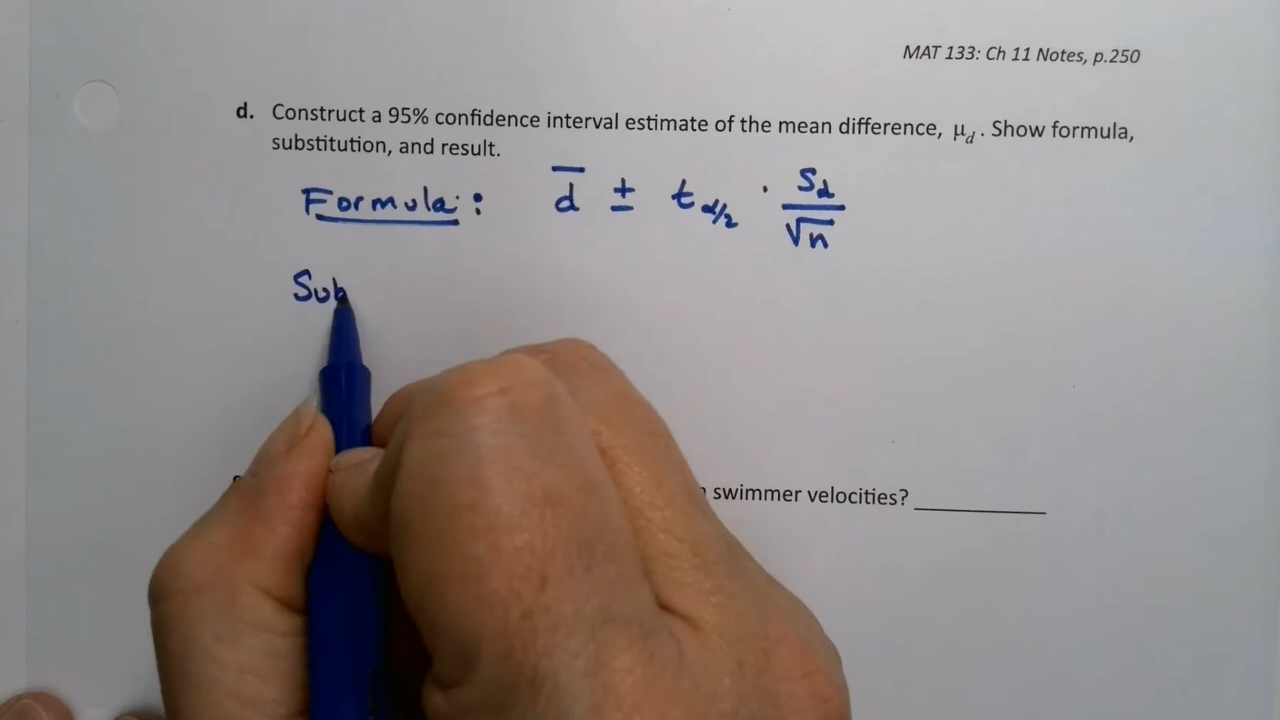 MAT 133: Ch 11 Notes, p.250
d. Construct a 95% confidence interval estimate of the mean difference, μd. Show formula,
substitution, and result.
Formula: d̅ ± tα/2 · Sd/√n
Sub
swimmer velocities? ________